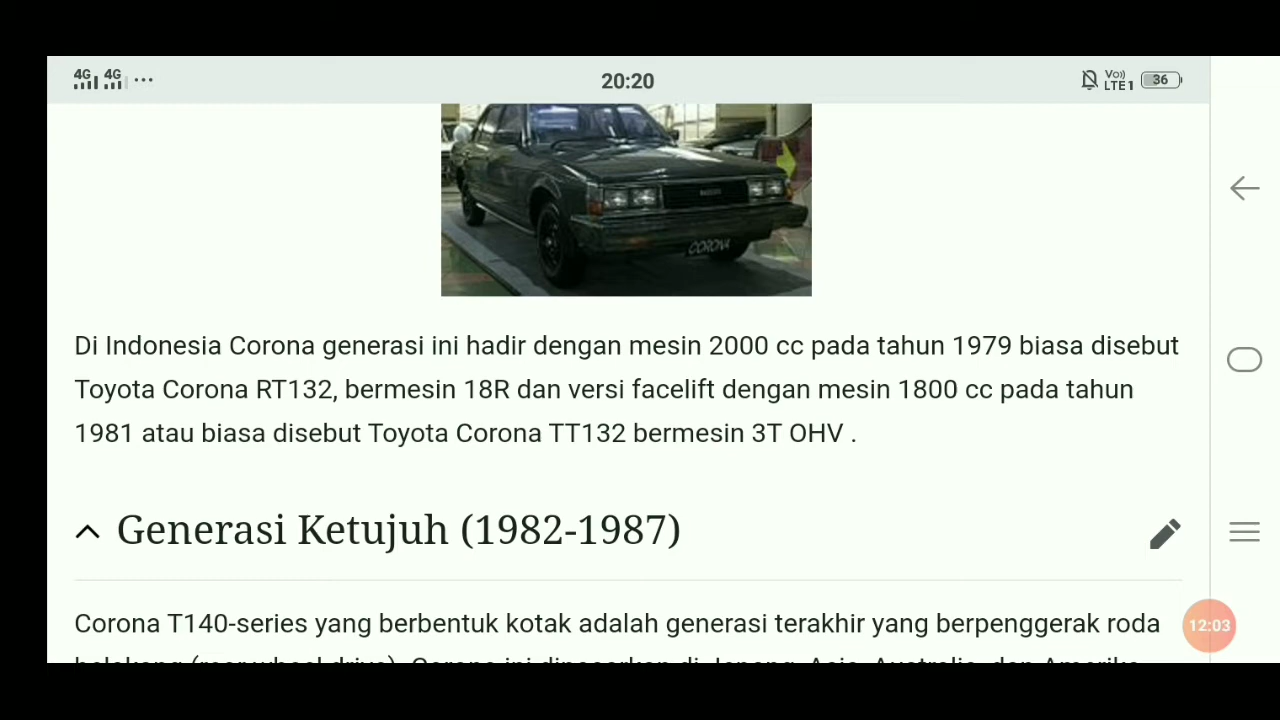 4G 4G ... 20:20 Vo)) LTE1 36
CORONA
Di Indonesia Corona generasi ini hadir dengan mesin 2000 cc pada tahun 1979 biasa disebut
Toyota Corona RT132, bermesin 18R dan versi facelift dengan mesin 1800 cc pada tahun
1981 atau biasa disebut Toyota Corona TT132 bermesin 3T OHV .
Generasi Ketujuh (1982-1987)
Corona T140-series yang berbentuk kotak adalah generasi terakhir yang berpenggerak roda
12:03